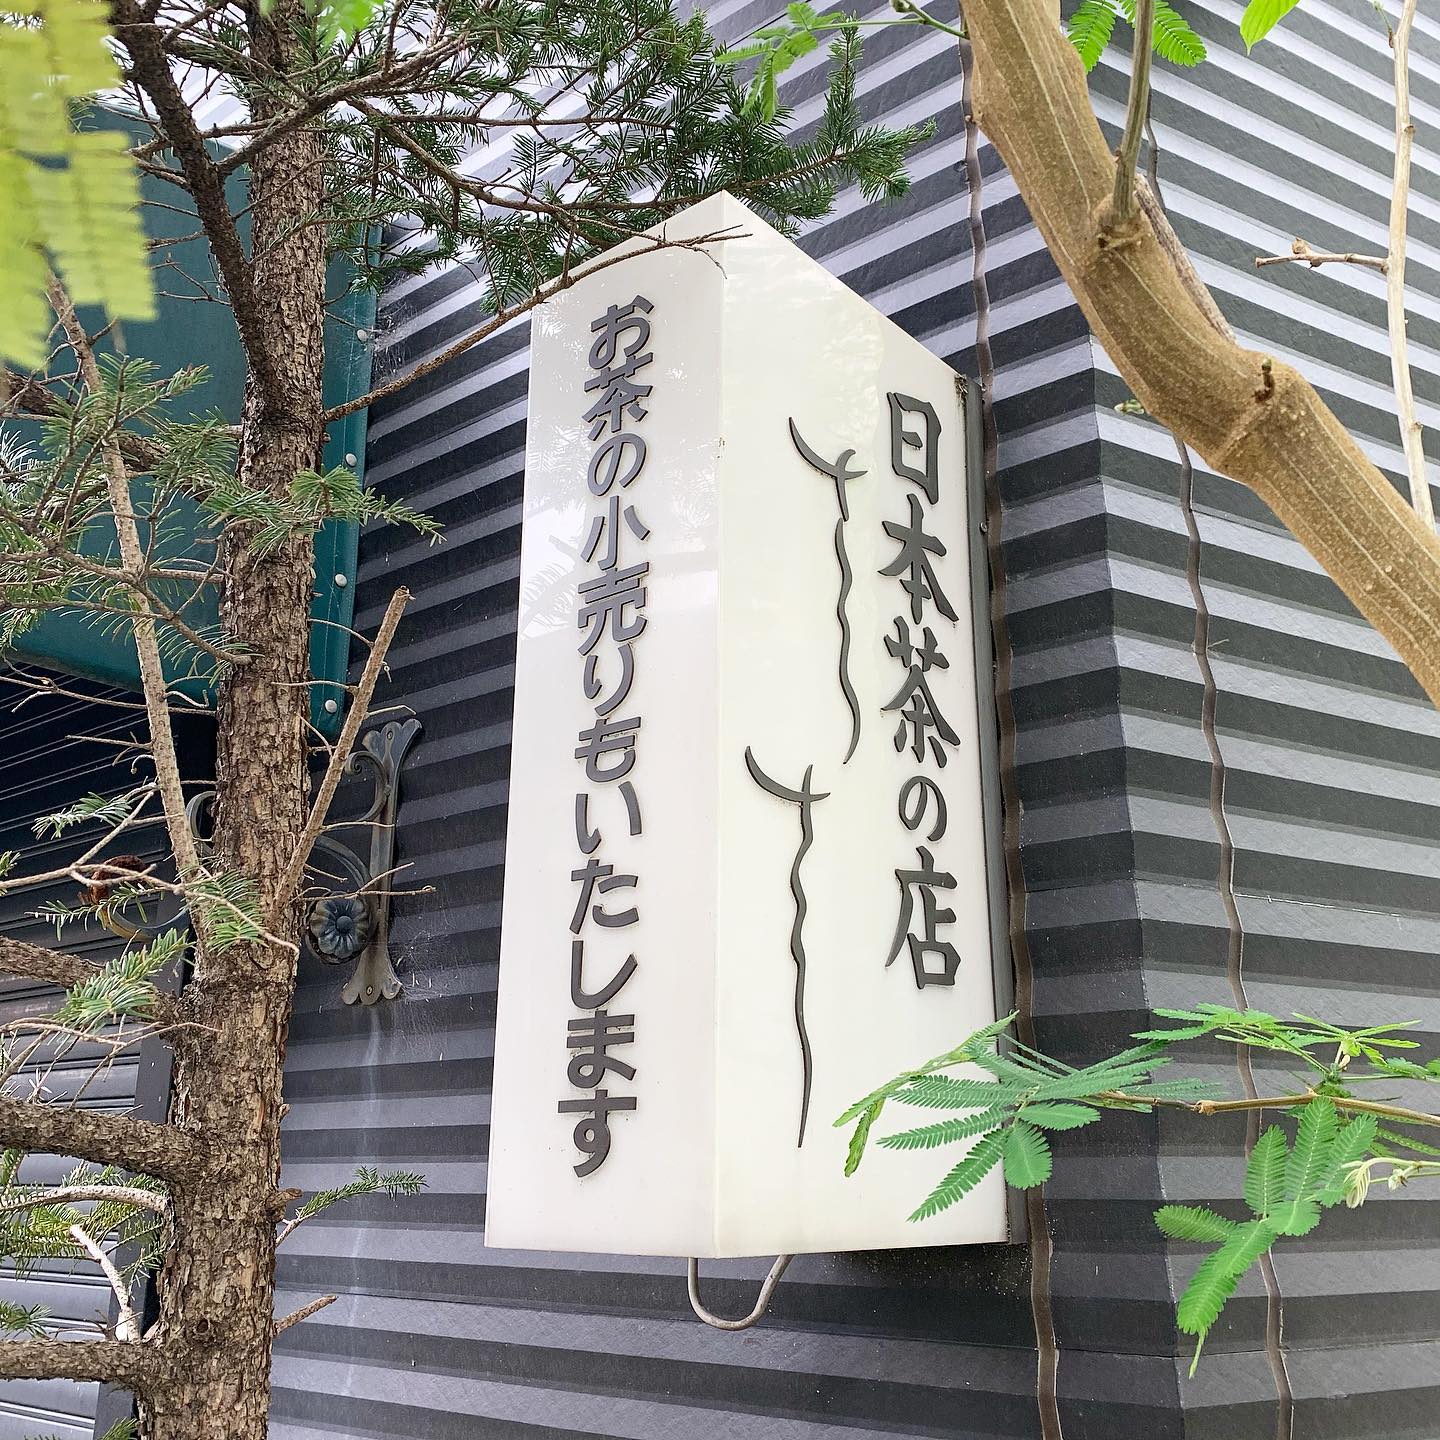 日本茶の店
お茶の小売りもいたします